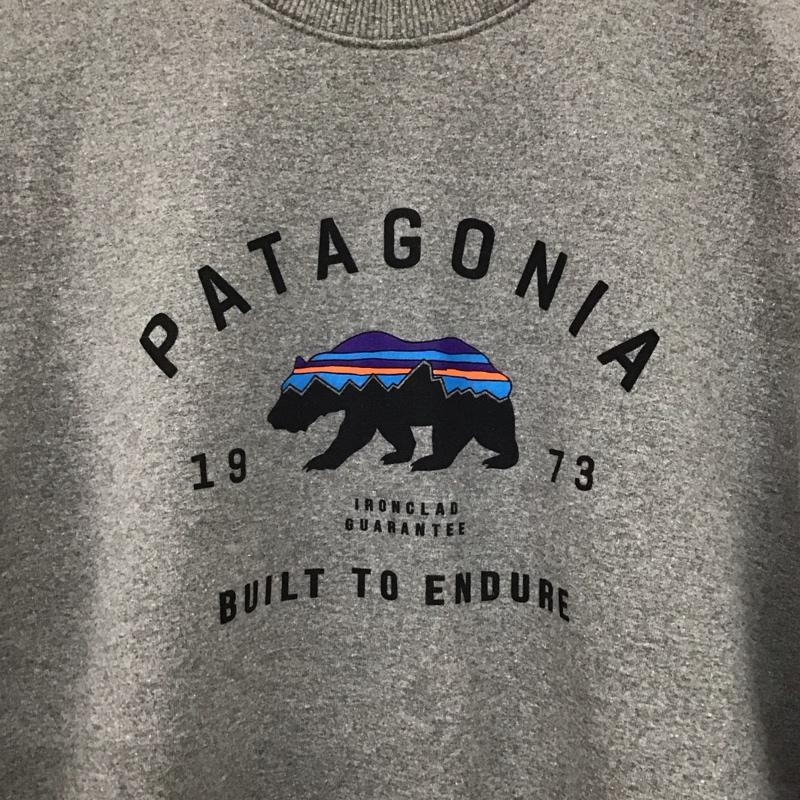 PATAGONIA
19 73
IRONCLAD
GUARANTEE
BUILT TO ENDURE